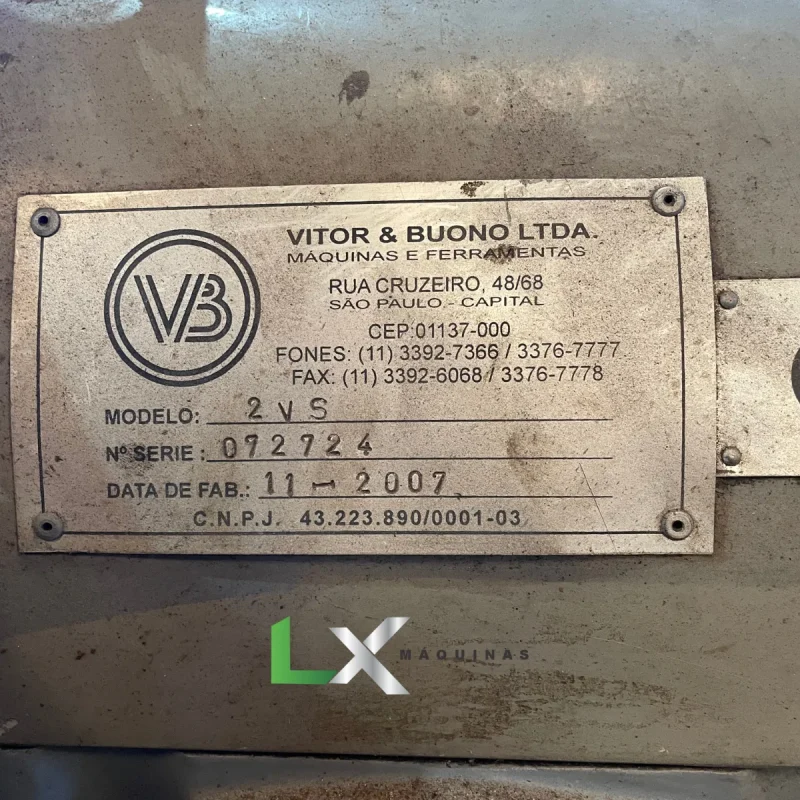 VB
VITOR & BUONO LTDA.
MÁQUINAS E FERRAMENTAS
RUA CRUZEIRO, 48/68
SÃO PAULO - CAPITAL
CEP:01137-000
FONES: (11) 3392-7366 / 3376-7777
FAX: (11) 3392-6068 / 3376-7778
MODELO: 2VS
Nº SERIE : 072724
DATA DE FAB.: 11-2007
C.N.P.J. 43.223.890/0001-03
LX MÁQUINAS